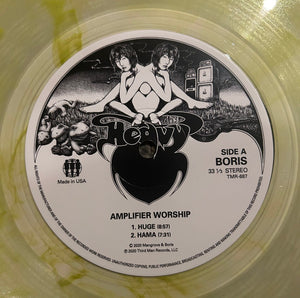 Heavy
SIDE A
BORIS
33 1/3 STEREO
TMR-667
Made in USA
AMPLIFIER WORSHIP
1. HUGE (8:57)
2. HAMA (7:31)
℗ 2020 Mangrove & Boris
© 2020 Third Man Records, LLC